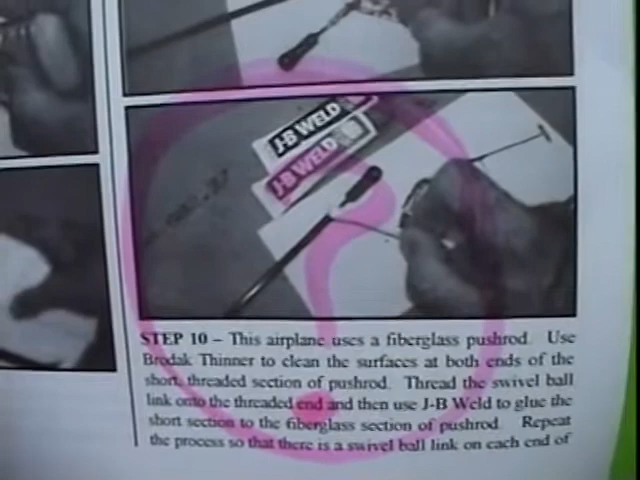 J-B WELD
J-B WELD
STEP 10 – This airplane uses a fiberglass pushrod. Use
Brodak Thinner to clean the surfaces at both ends of the
short, threaded section of pushrod. Thread the swivel ball
link onto the threaded end and then use J-B Weld to glue the
short section to the fiberglass section of pushrod. Repeat
the process so that there is a swivel ball link on each end of